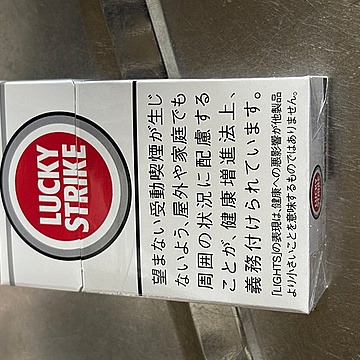 LUCKY
STRIKE
望まない受動喫煙が生じ
ないよう、屋外や家庭でも
周囲の状況に配慮する
ことが、健康増進法上、
義務付けられています。
「LIGHTS」の表現は、健康への悪影響が他製品
より小さいことを意味するものではありません。